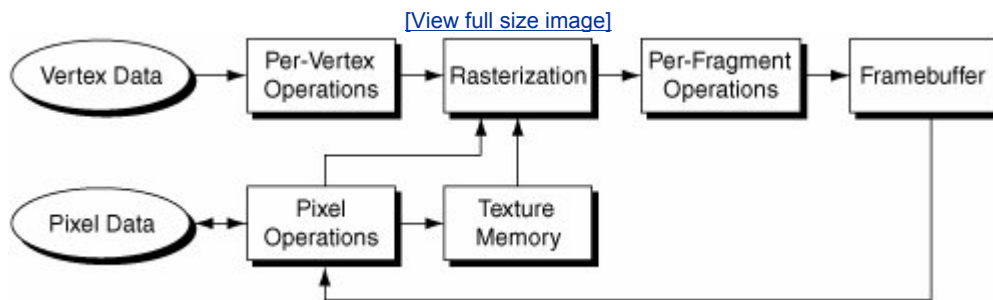 [View full size image]
Vertex Data
Per-Vertex
Operations
Rasterization
Per-Fragment
Operations
Framebuffer
Pixel Data
Pixel
Operations
Texture
Memory